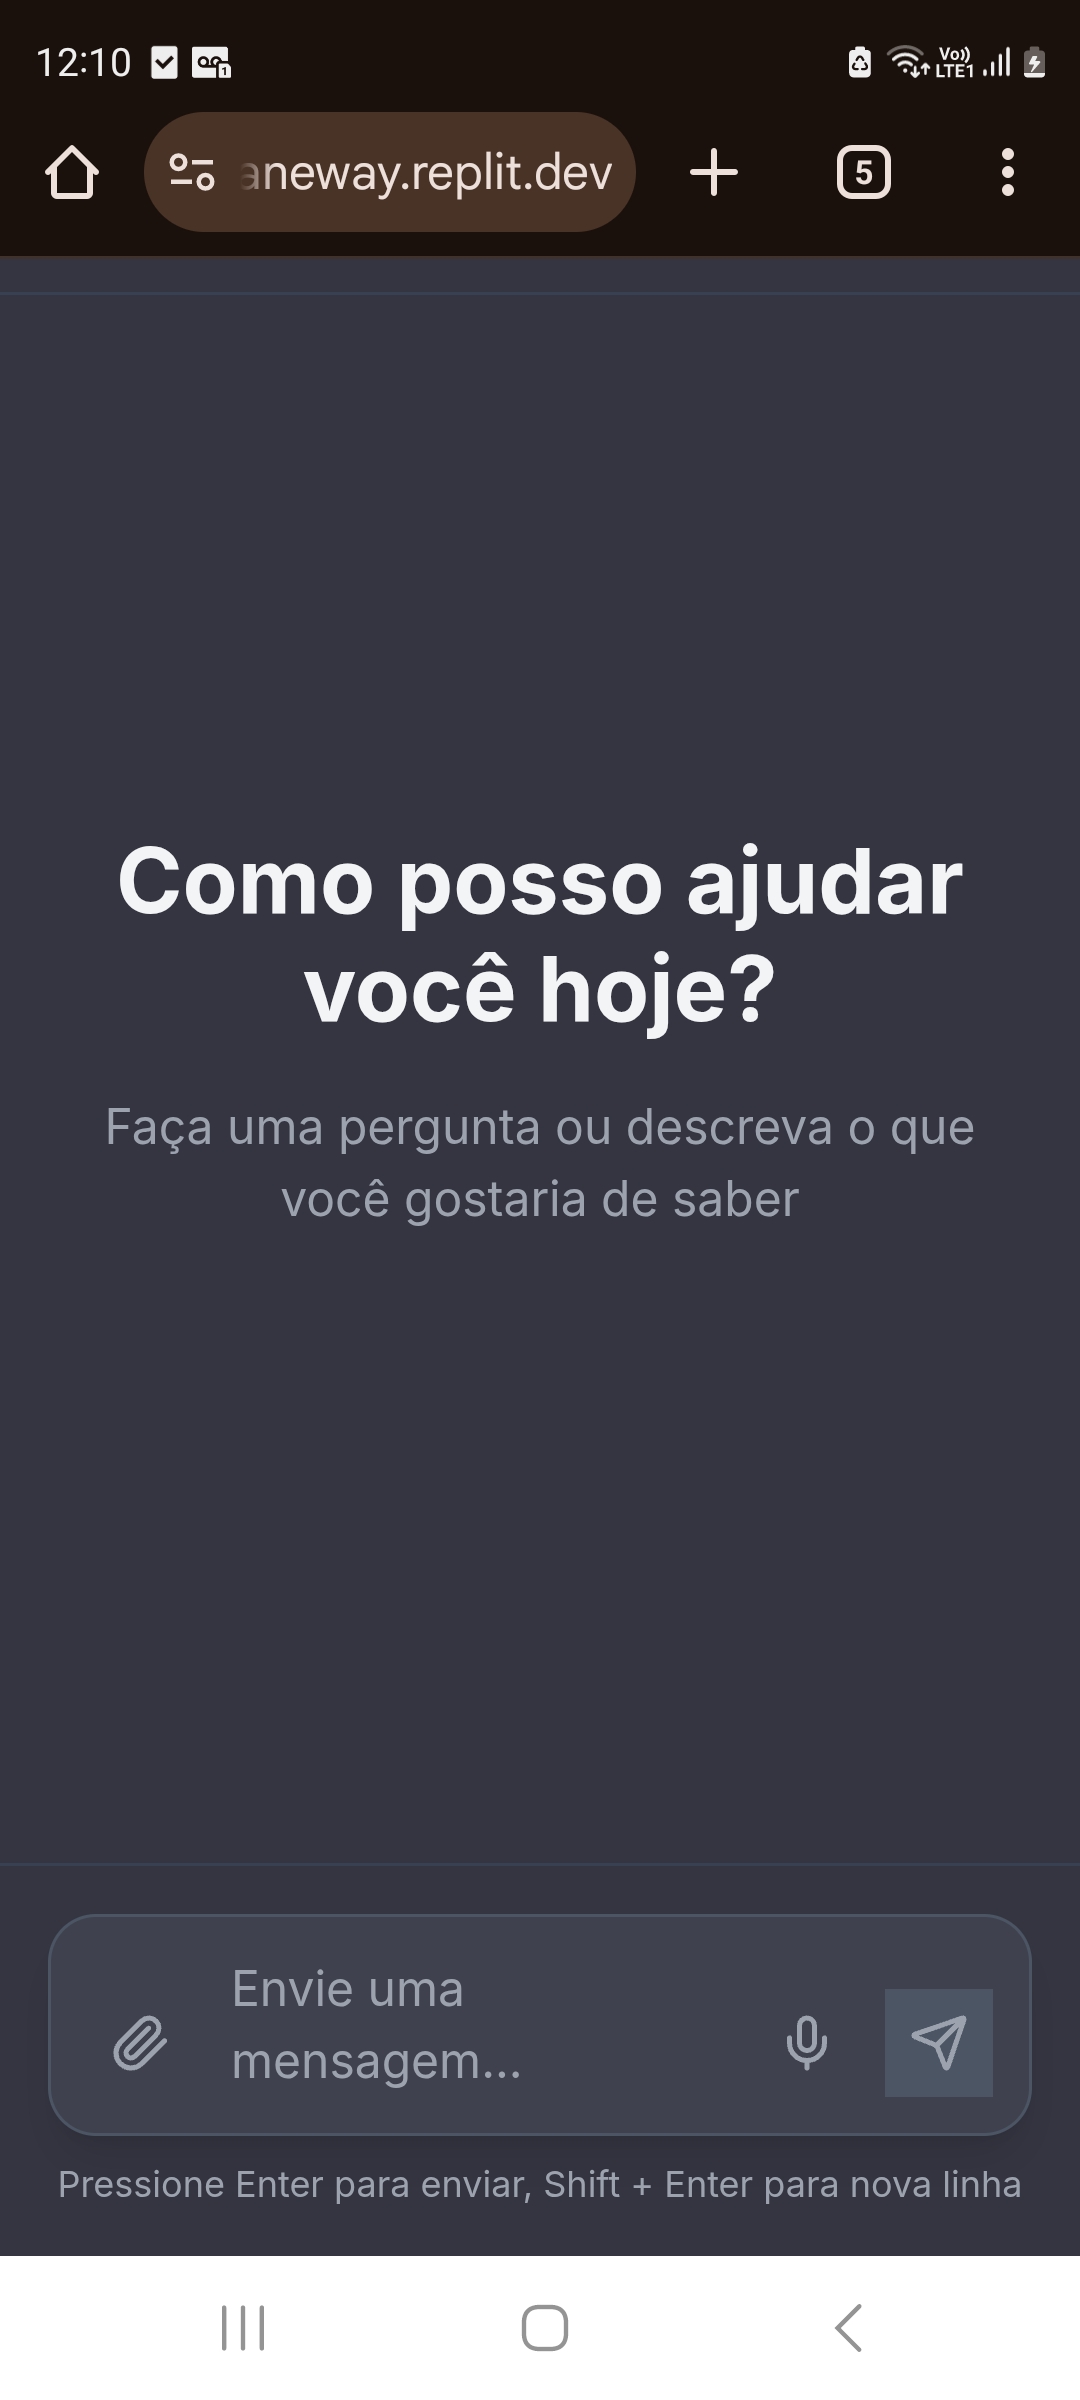 12:10
1
Vo))
LTE1
aneway.replit.dev
5
Como posso ajudar
você hoje?
Faça uma pergunta ou descreva o que
você gostaria de saber
Envie uma
mensagem...
Pressione Enter para enviar, Shift + Enter para nova linha